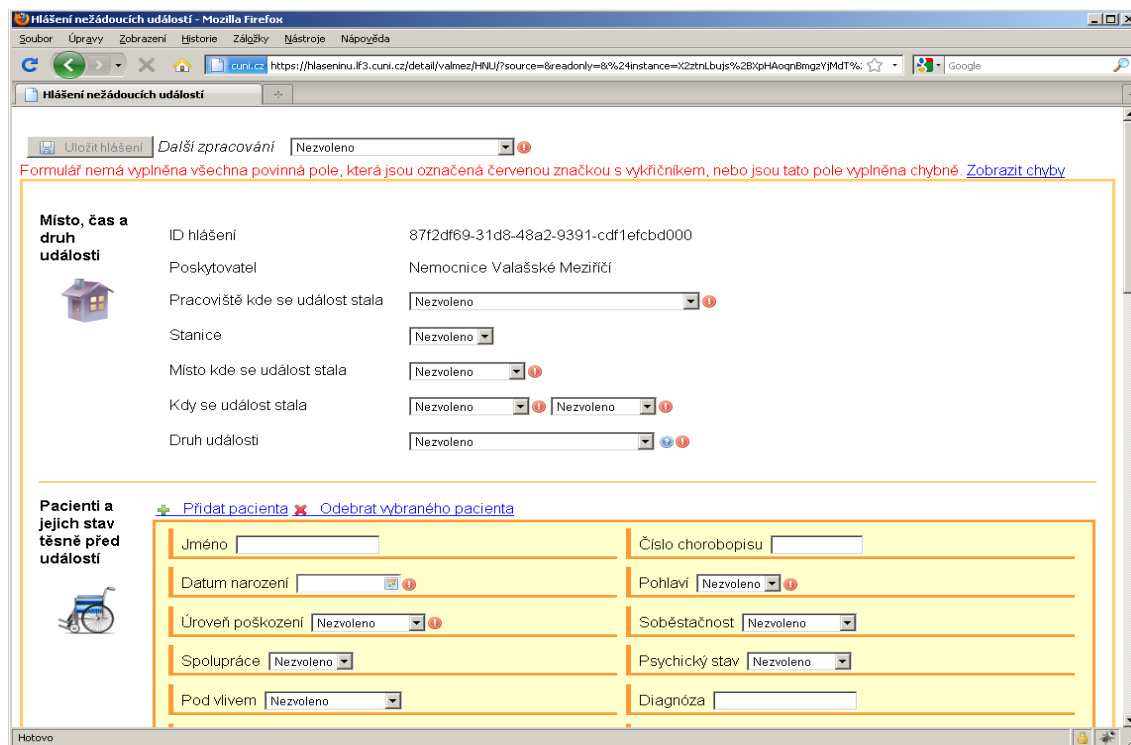 Hlášení nežádoucích událostí - Mozilla Firefox
Soubor Úpravy Zobrazení Historie Záložky Nástroje Nápověda
cuni.cz https://hlaseninu.lf3.cuni.cz/detail/valmez/HNU/?source=&readonly=&%24instance=X2ztnLbujs%2BXpHAoqnBmgzYjMdT%: Google
Hlášení nežádoucích událostí
Uložit hlášení Další zpracování Nezvoleno
Formulář nemá vyplněna všechna povinná pole, která jsou označená červenou značkou s vykřičníkem, nebo jsou tato pole vyplněna chybně. Zobrazit chyby
Místo, čas a
druh
události
ID hlášení 87f2df69-31d8-48a2-9391-cdf1efcbd000
Poskytovatel Nemocnice Valašské Meziříčí
Pracoviště kde se událost stala Nezvoleno
Stanice Nezvoleno
Místo kde se událost stala Nezvoleno
Kdy se událost stala Nezvoleno Nezvoleno
Druh události Nezvoleno
Pacienti a
jejich stav
těsně před
událostí
Přidat pacienta Odebrat vybraného pacienta
Jméno Číslo chorobopisu
Datum narození Pohlaví Nezvoleno
Úroveň poškození Nezvoleno Soběstačnost Nezvoleno
Spolupráce Nezvoleno Psychický stav Nezvoleno
Pod vlivem Nezvoleno Diagnóza
Hotovo